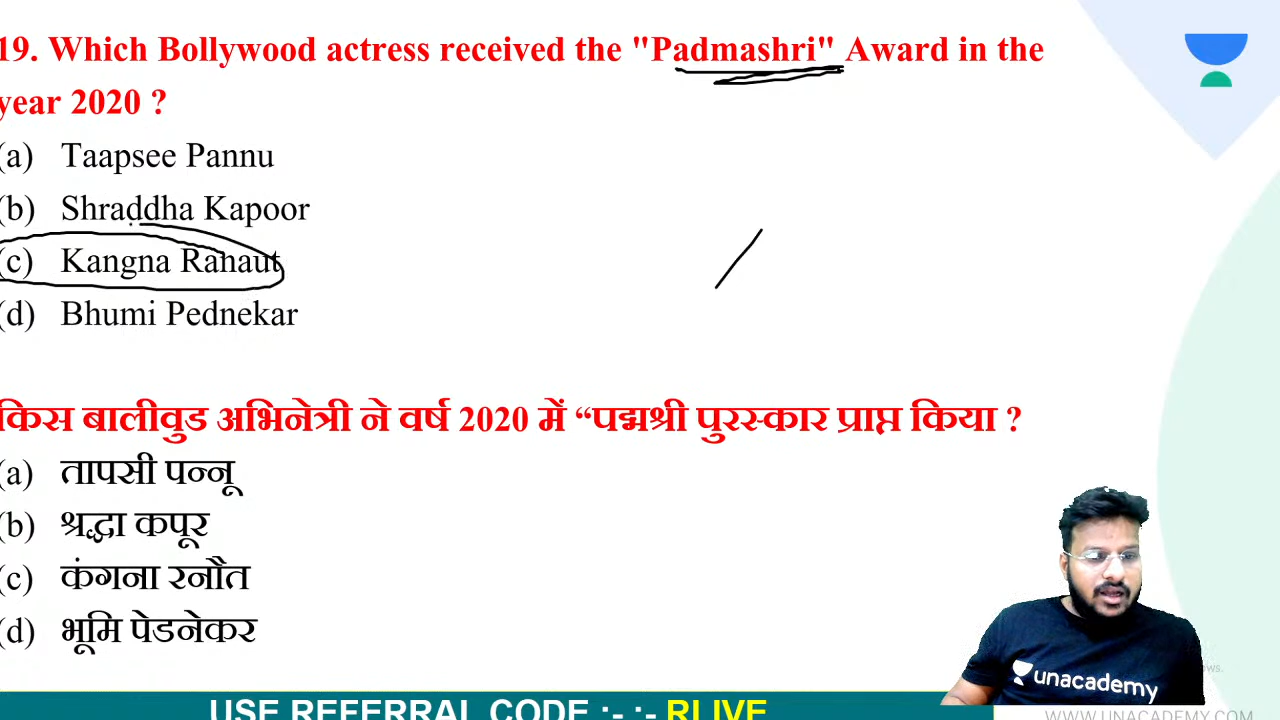 19. Which Bollywood actress received the "Padmashri" Award in the
year 2020 ?
(a) Taapsee Pannu
(b) Shraddha Kapoor
(c) Kangna Ranaut
(d) Bhumi Pednekar
किस बालीवुड अभिनेत्री ने वर्ष 2020 में “पद्मश्री पुरस्कार प्राप्त किया ?
(a) तापसी पन्नू
(b) श्रद्धा कपूर
(c) कंगना रनौत
(d) भूमि पेडनेकर
unacademy
USE REFERRAL CODE :- :- RLIVE
WWW.UNACADEMY.COM